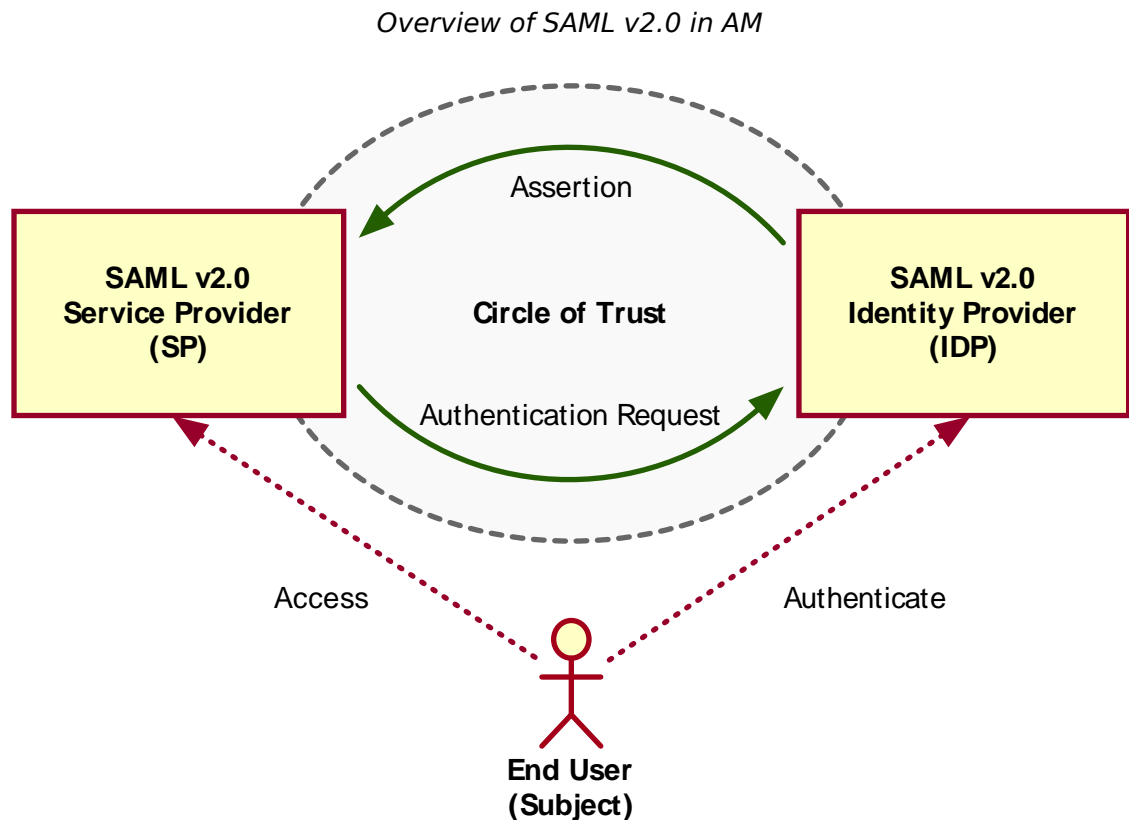 Overview of SAML v2.0 in AM
Assertion
SAML v2.0
Service Provider
(SP)
Circle of Trust
SAML v2.0
Identity Provider
(IDP)
Authentication Request
Access
Authenticate
End User
(Subject)